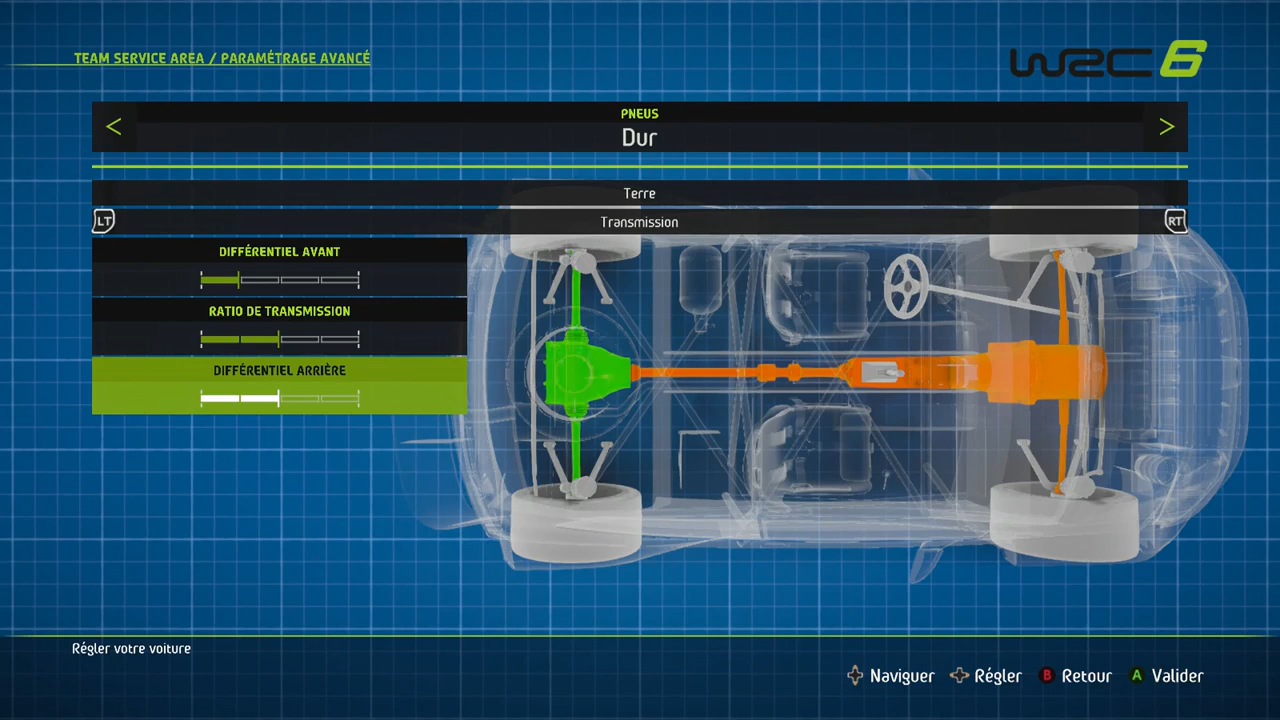 TEAM SERVICE AREA / PARAMÉTRAGE AVANCÉ
WRC 6
< PNEUS >
Dur
Terre
LT Transmission RT
DIFFÉRENTIEL AVANT
RATIO DE TRANSMISSION
DIFFÉRENTIEL ARRIÈRE
Régler votre voiture
Naviguer Régler B Retour A Valider